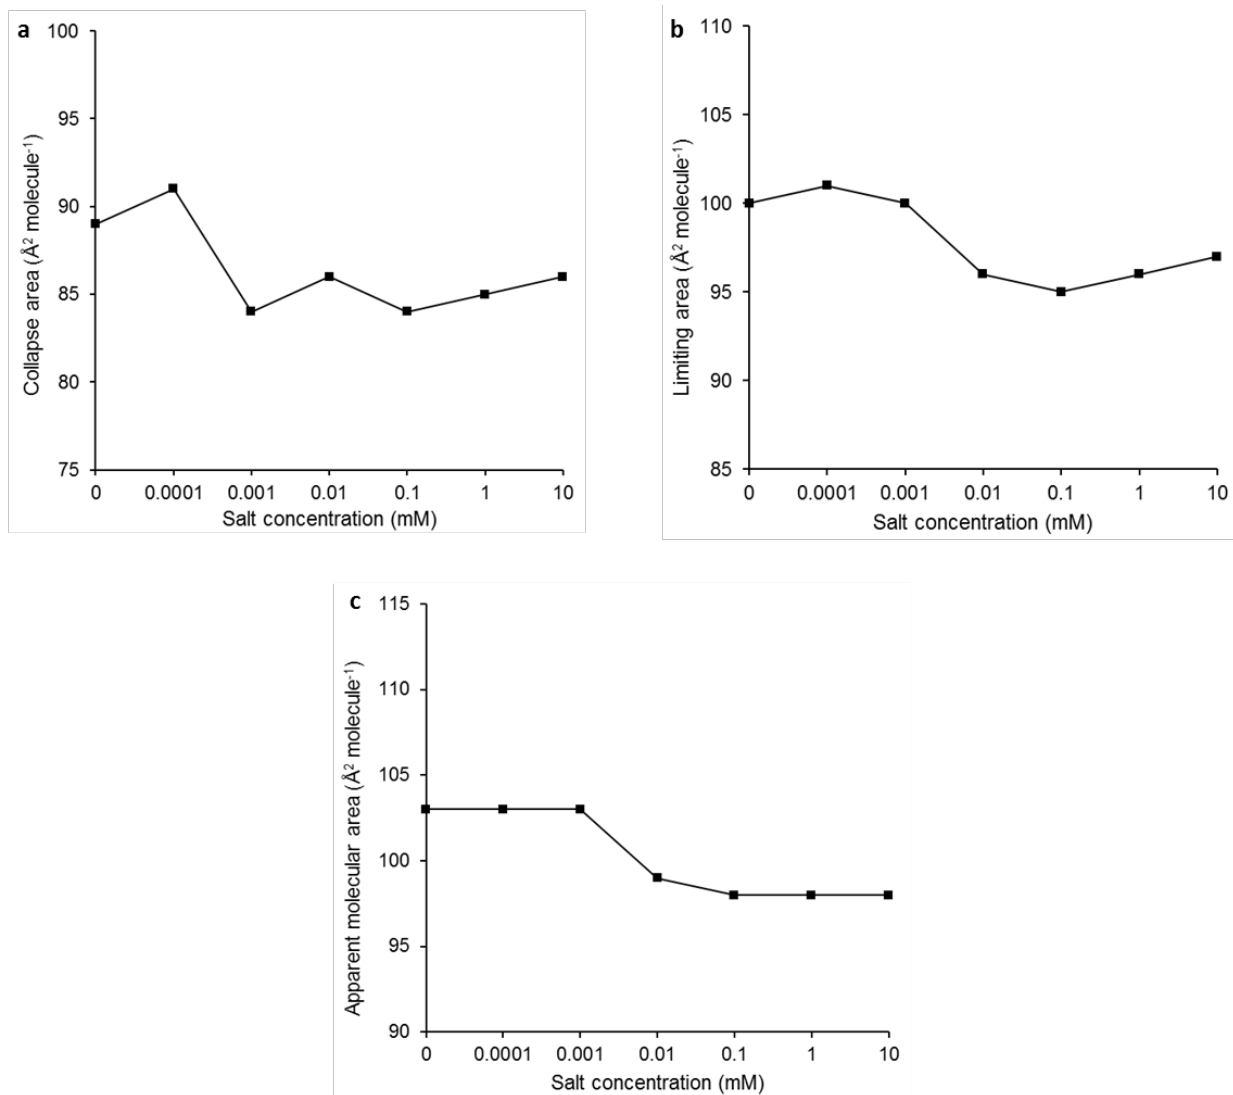 a
100
95
90
85
80
75
Collapse area (Å² molecule⁻¹)
0 0.0001 0.001 0.01 0.1 1 10
Salt concentration (mM)
b
110
105
100
95
90
85
Limiting area (Å² molecule⁻¹)
0 0.0001 0.001 0.01 0.1 1 10
Salt concentration (mM)
c
115
110
105
100
95
90
Apparent molecular area (Å² molecule⁻¹)
0 0.0001 0.001 0.01 0.1 1 10
Salt concentration (mM)